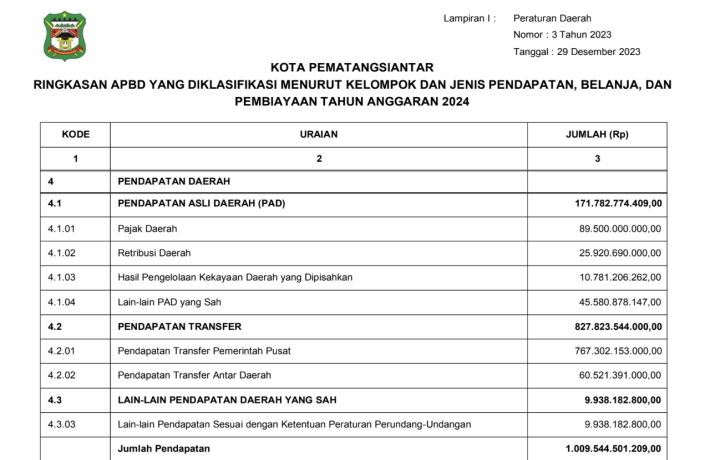 Lampiran I : Peraturan Daerah
Nomor : 3 Tahun 2023
Tanggal : 29 Desember 2023
KOTA PEMATANGSIANTAR
RINGKASAN APBD YANG DIKLASIFIKASI MENURUT KELOMPOK DAN JENIS PENDAPATAN, BELANJA, DAN
PEMBIAYAAN TAHUN ANGGARAN 2024
KODE URAIAN JUMLAH (Rp)
1 2 3
4 PENDAPATAN DAERAH
4.1 PENDAPATAN ASLI DAERAH (PAD) 171.782.774.409,00
4.1.01 Pajak Daerah 89.500.000.000,00
4.1.02 Retribusi Daerah 25.920.690.000,00
4.1.03 Hasil Pengelolaan Kekayaan Daerah yang Dipisahkan 10.781.206.262,00
4.1.04 Lain-lain PAD yang Sah 45.580.878.147,00
4.2 PENDAPATAN TRANSFER 827.823.544.000,00
4.2.01 Pendapatan Transfer Pemerintah Pusat 767.302.153.000,00
4.2.02 Pendapatan Transfer Antar Daerah 60.521.391.000,00
4.3 LAIN-LAIN PENDAPATAN DAERAH YANG SAH 9.938.182.800,00
4.3.03 Lain-lain Pendapatan Sesuai dengan Ketentuan Peraturan Perundang-Undangan 9.938.182.800,00
Jumlah Pendapatan 1.009.544.501.209,00